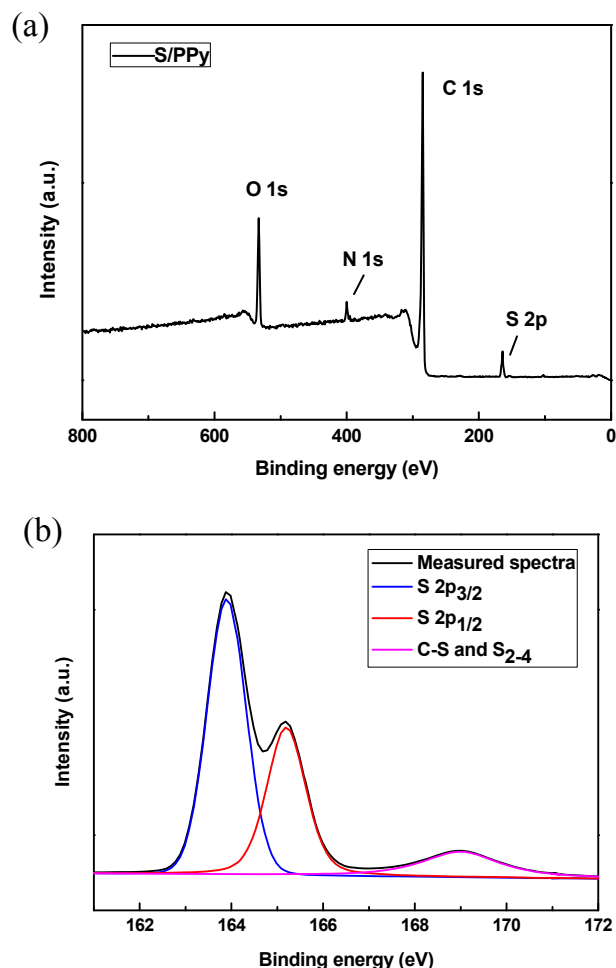 (a)
S/PPy
C 1s
O 1s
N 1s
S 2p
Intensity (a.u.)
800 600 400 200 0
Binding energy (eV)
(b)
Measured spectra
S 2p3/2
S 2p1/2
C-S and S2-4
Intensity (a.u.)
162 164 166 168 170 172
Binding energy (eV)